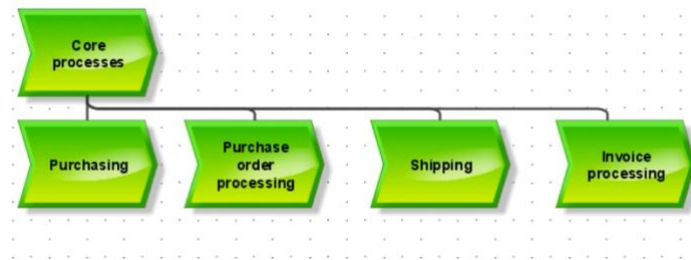 Core
processes
Purchasing
Purchase
order
processing
Shipping
Invoice
processing